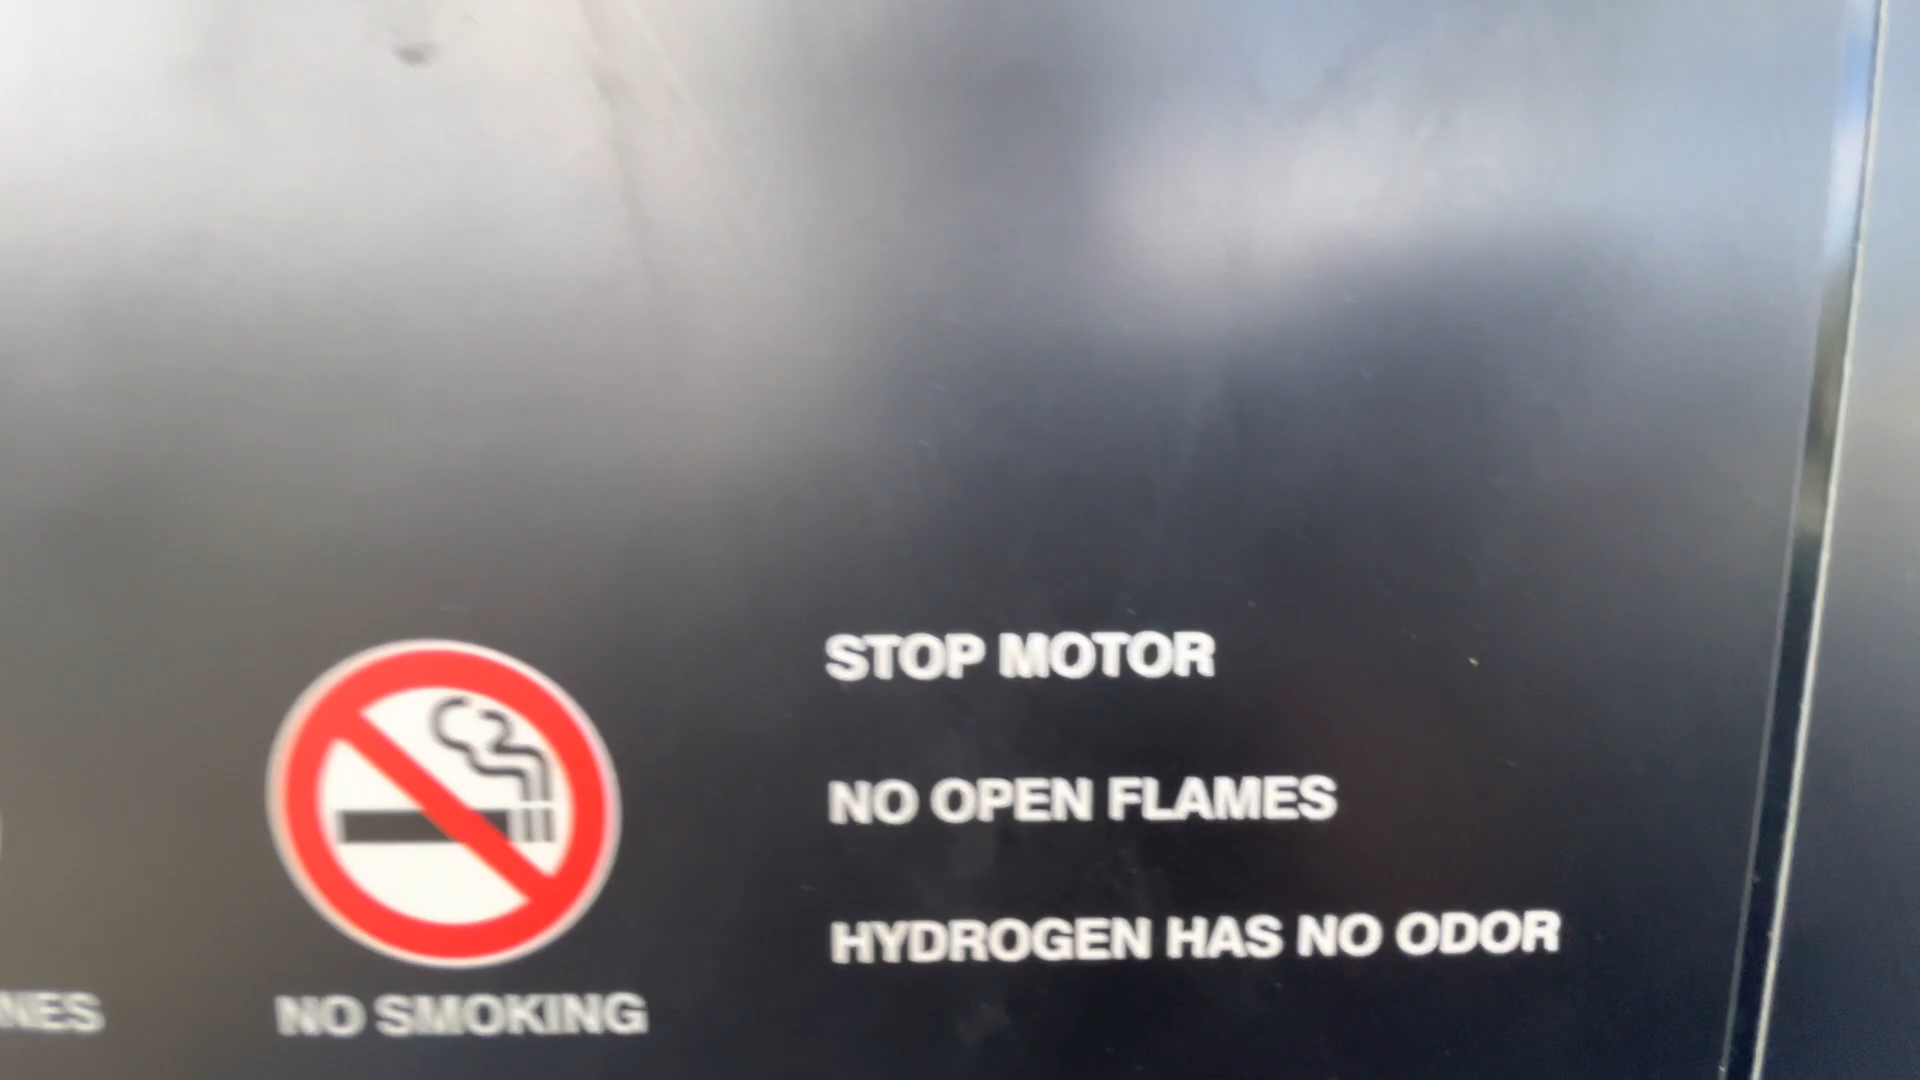 STOP MOTOR
NO OPEN FLAMES
HYDROGEN HAS NO ODOR
NO SMOKING